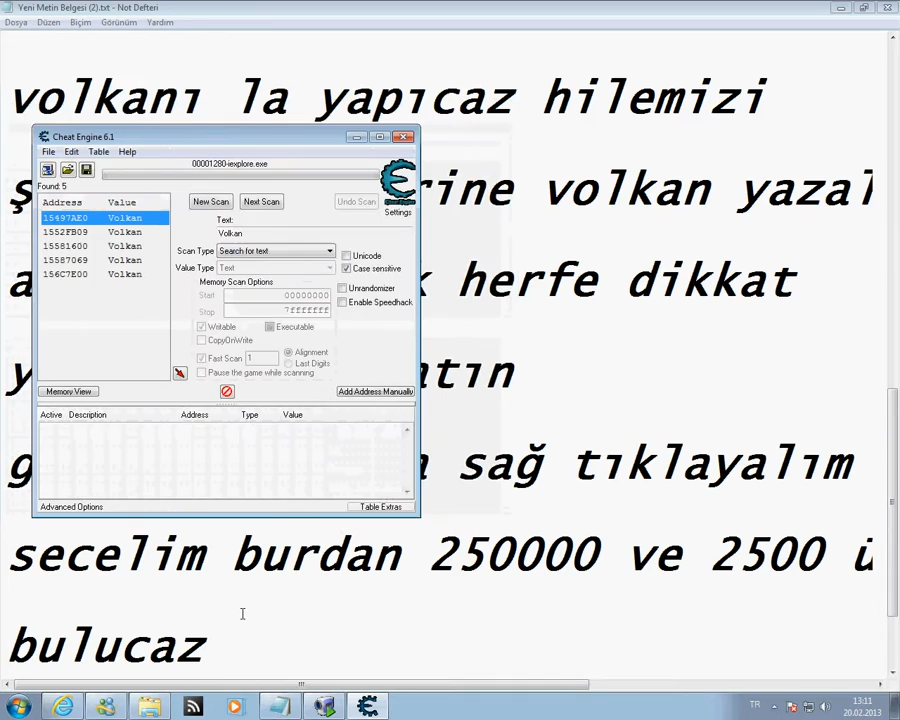 Yeni Metin Belgesi (2).txt - Not Defteri
Dosya Düzen Biçim Görünüm Yardım
volkanı la yapıcaz hilemizi
rine volkan yazal
herfe dikkat
atın
sağ tıklayalım
secelim burdan 250000 ve 2500 ü
bulucaz
Cheat Engine 6.1
File Edit Table Help
00001280-iexplore.exe
Found: 5
Address Value
15497AE0 Volkan
1552FB09 Volkan
15581600 Volkan
15587069 Volkan
156C7E00 Volkan
New Scan Next Scan Undo Scan
Settings
Text:
Volkan
Scan Type Search for text
Value Type Text
Unicode
Case sensitive
Memory Scan Options
Start 00000000
Stop 7fffffff
Unrandomizer
Enable Speedhack
Writable Executable
CopyOnWrite
Fast Scan 1 Alignment
Last Digits
Pause the game while scanning
Memory View Add Address Manually
Active Description Address Type Value
Advanced Options Table Extras
TR 13:11
20.02.2013